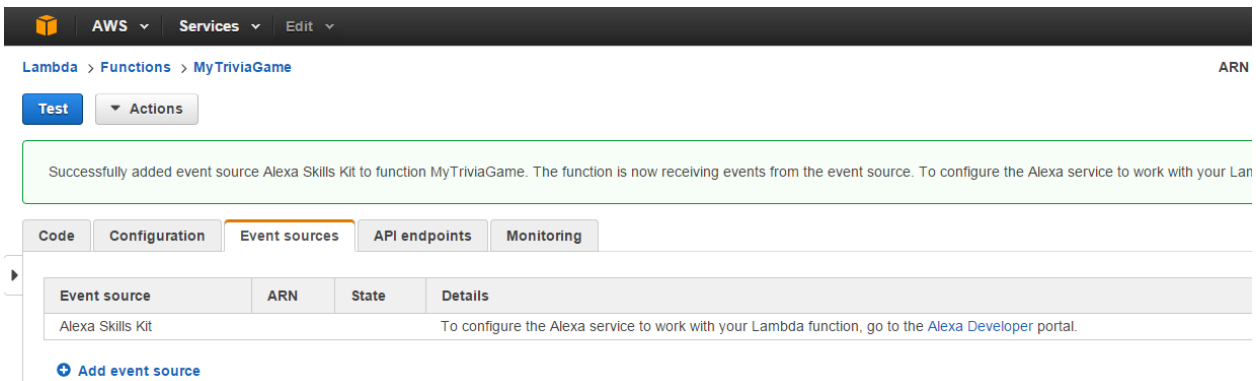 AWS Services Edit
Lambda > Functions > MyTriviaGame ARN
Test Actions
Successfully added event source Alexa Skills Kit to function MyTriviaGame. The function is now receiving events from the event source. To configure the Alexa service to work with your Lam
Code Configuration Event sources API endpoints Monitoring
Event source ARN State Details
Alexa Skills Kit To configure the Alexa service to work with your Lambda function, go to the Alexa Developer portal.
Add event source